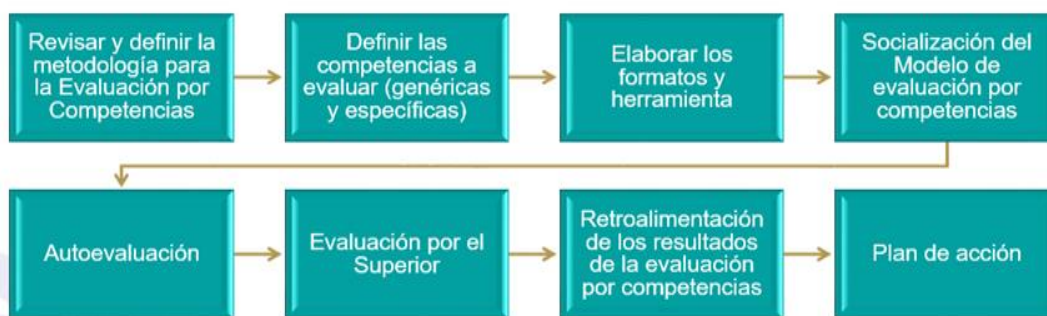 Revisar y definir la
metodología para
la Evaluación por
Competencias
Definir las
competencias a
evaluar (genéricas
y específicas)
Elaborar los
formatos y
herramienta
Socialización del
Modelo de
evaluación por
competencias
Autoevaluación
Evaluación por el
Superior
Retroalimentación
de los resultados
de la evaluación
por competencias
Plan de acción